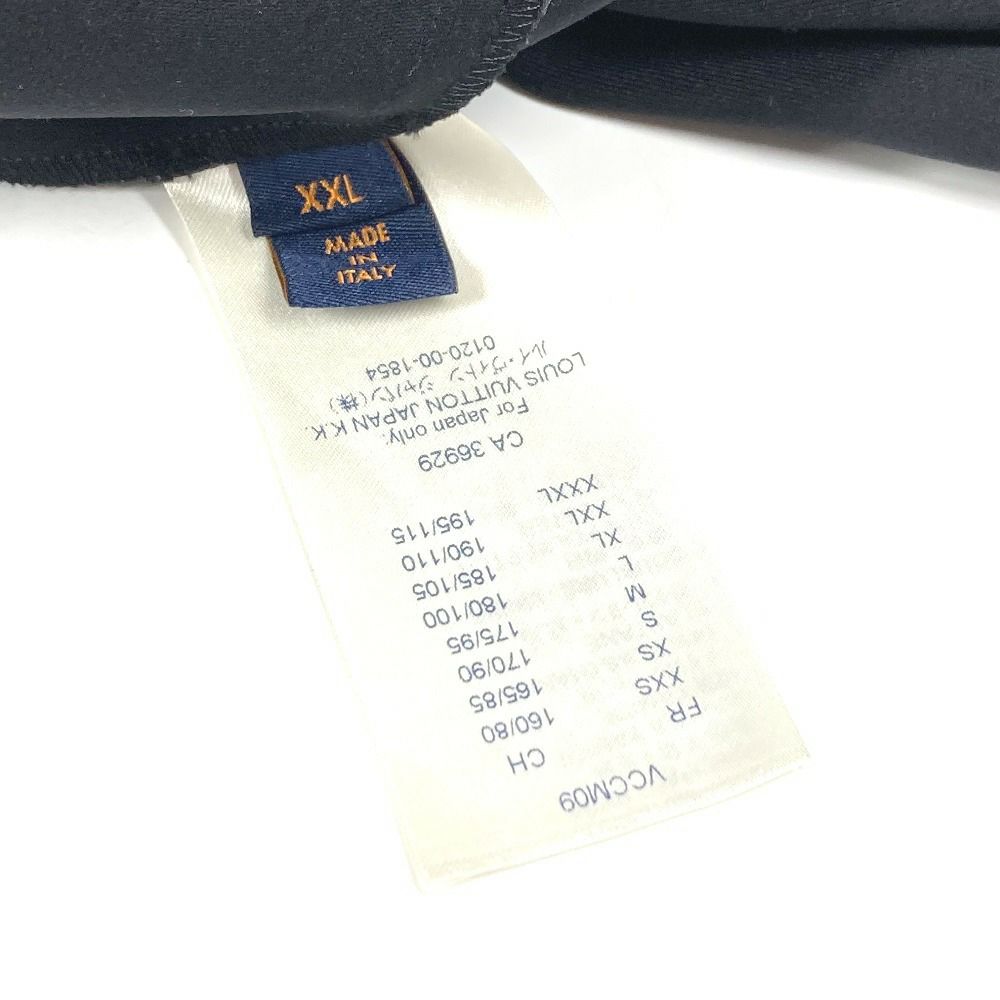 XXL
MADE
IN
ITALY
VCCM09
FR CH
XXS 160/80
XS 165/85
S 170/90
M 175/95
L 180/100
XL 185/105
XXL 190/110
XXXL 195/115
CA 36929
For Japan only.
LOUIS VUITTON JAPAN K.K.
ルイ・ヴィトン ジャパン(株)
0120-00-1854